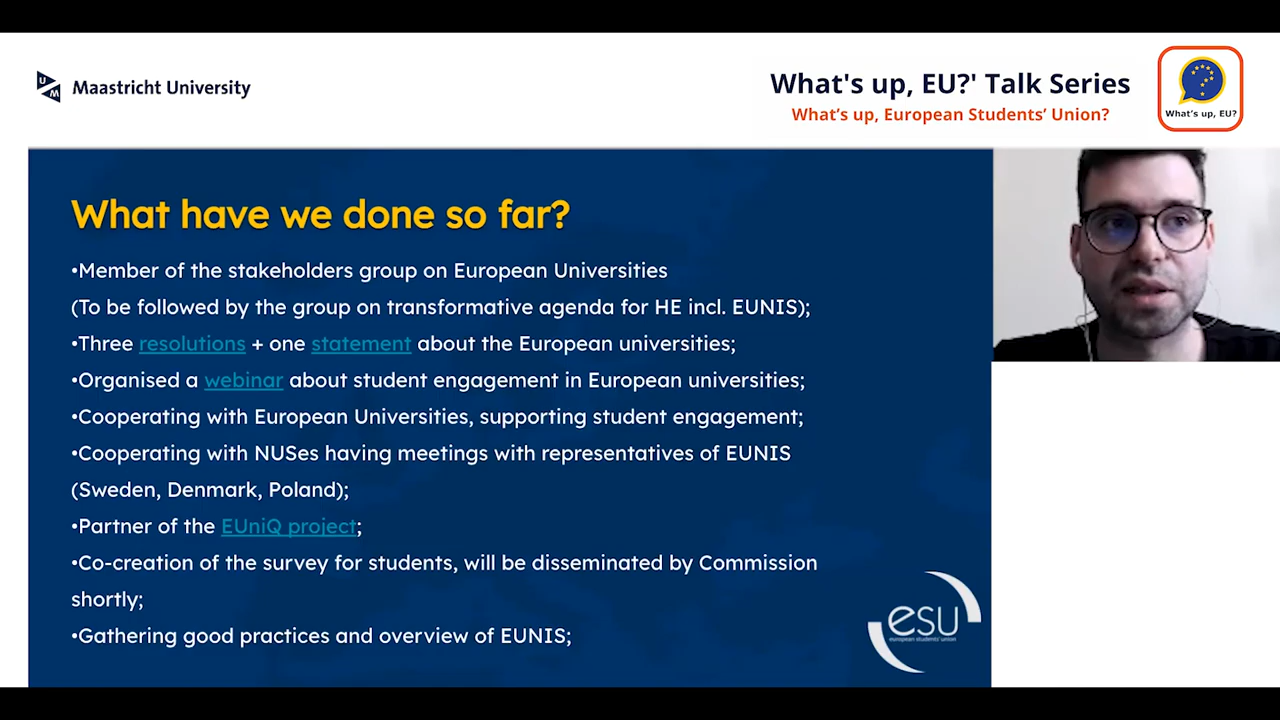 UM
Maastricht University
What's up, EU?' Talk Series
What's up, European Students' Union?
What's up, EU?
What have we done so far?
•Member of the stakeholders group on European Universities
(To be followed by the group on transformative agenda for HE incl. EUNIS);
•Three resolutions + one statement about the European universities;
•Organised a webinar about student engagement in European universities;
•Cooperating with European Universities, supporting student engagement;
•Cooperating with NUSes having meetings with representatives of EUNIS
(Sweden, Denmark, Poland);
•Partner of the EUniQ project;
•Co-creation of the survey for students, will be disseminated by Commission
shortly;
•Gathering good practices and overview of EUNIS;
esu
european students' union